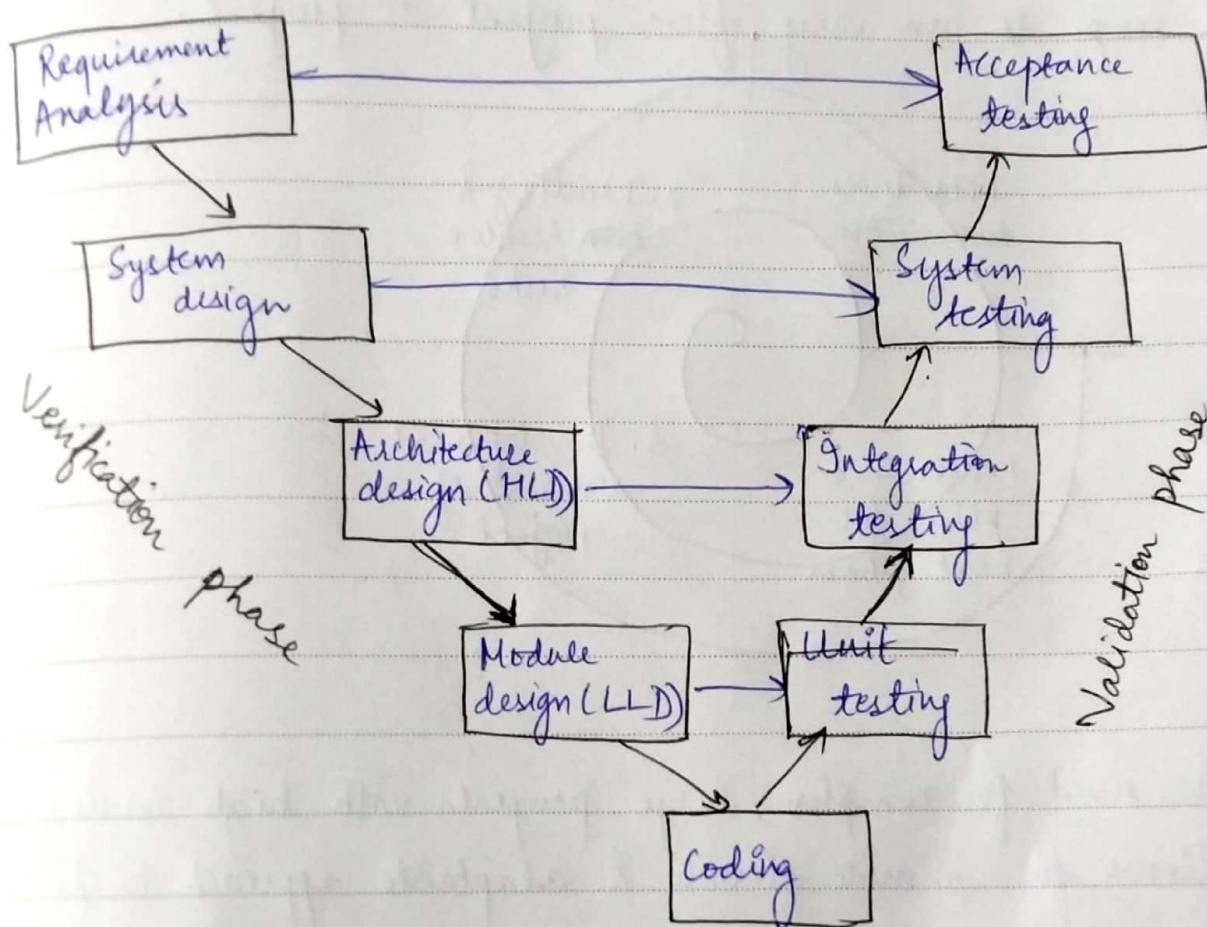 Requirement
Analysis
Acceptance
testing
System
design
System
testing
Verification phase
Architecture
design (HLD)
Integration
testing
Validation phase
Module
design (LLD)
Unit
testing
Coding